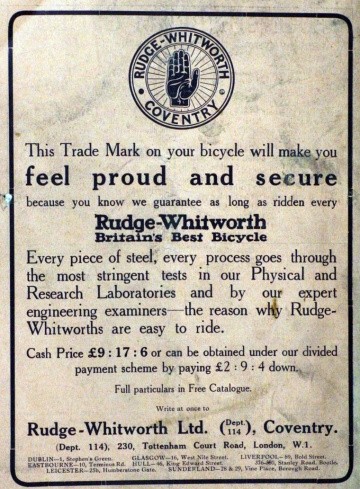 RUDGE-WHITWORTH
COVENTRY
This Trade Mark on your bicycle will make you
feel proud and secure
because you know we guarantee as long as ridden every
Rudge-Whitworth
Britain's Best Bicycle
Every piece of steel, every process goes through
the most stringent tests in our Physical and
Research Laboratories and by our expert
engineering examiners—the reason why Rudge-
Whitworths are easy to ride.
Cash Price £9 : 17 : 6 or can be obtained under our divided
payment scheme by paying £2 : 9 : 4 down.
Full particulars in Free Catalogue.
Write at once to
Rudge-Whitworth Ltd. (Dept. 114), Coventry.
(Dept. 114), 230, Tottenham Court Road, London, W.1.
DUBLIN—1, Stephen's Green. GLASGOW—16, West Nile Street. LIVERPOOL—89, Bold Street.
EASTBOURNE—10, Terminus Rd. HULL—46, King Edward Street. Stanley Road, Bootle.
LEICESTER—25b, Humberstone Gate. SUNDERLAND—28 & 29, Vine Place, Borough Road.